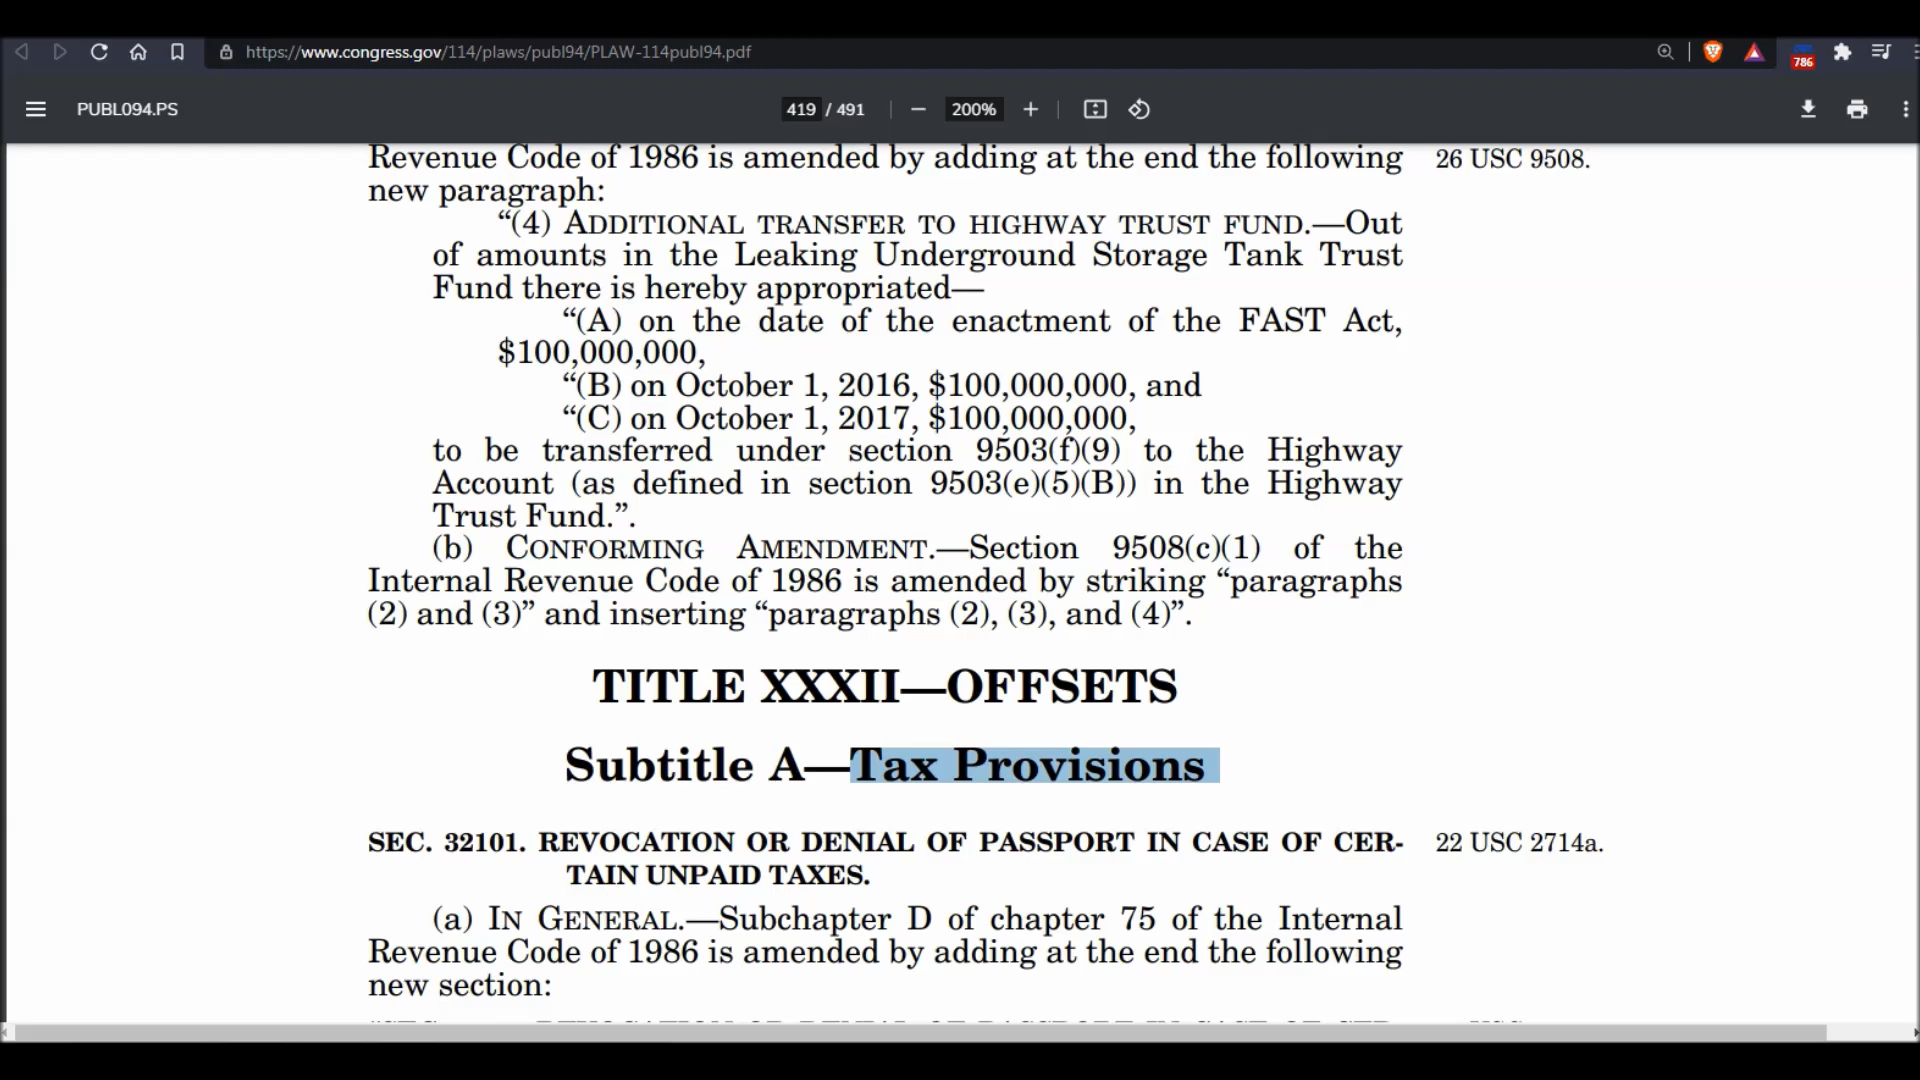 https://www.congress.gov/114/plaws/publ94/PLAW-114publ94.pdf
786
PUBL094.PS
419 / 491
200%
Revenue Code of 1986 is amended by adding at the end the following
26 USC 9508.
new paragraph:
“(4) ADDITIONAL TRANSFER TO HIGHWAY TRUST FUND.—Out
of amounts in the Leaking Underground Storage Tank Trust
Fund there is hereby appropriated—
“(A) on the date of the enactment of the FAST Act,
$100,000,000,
“(B) on October 1, 2016, $100,000,000, and
“(C) on October 1, 2017, $100,000,000,
to be transferred under section 9503(f)(9) to the Highway
Account (as defined in section 9503(e)(5)(B)) in the Highway
Trust Fund.”.
(b) CONFORMING AMENDMENT.—Section 9508(c)(1) of the
Internal Revenue Code of 1986 is amended by striking “paragraphs
(2) and (3)” and inserting “paragraphs (2), (3), and (4)”.
TITLE XXXII—OFFSETS
Subtitle A—Tax Provisions
SEC. 32101. REVOCATION OR DENIAL OF PASSPORT IN CASE OF CER-
22 USC 2714a.
TAIN UNPAID TAXES.
(a) IN GENERAL.—Subchapter D of chapter 75 of the Internal
Revenue Code of 1986 is amended by adding at the end the following
new section: